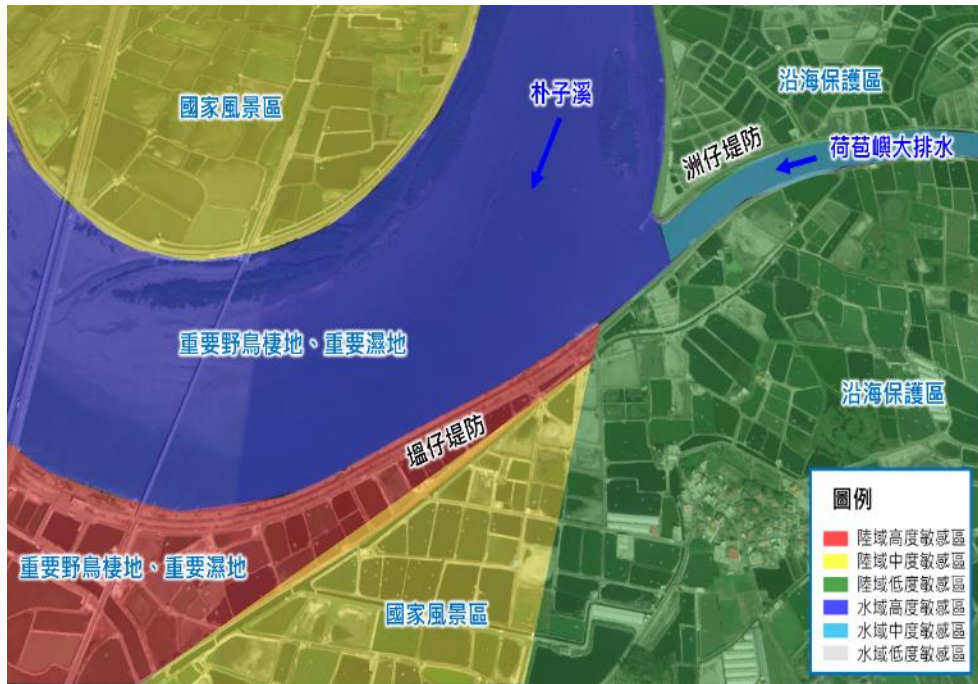 國家風景區
朴子溪
沿海保護區
洲仔堤防
荷苞嶼大排水
重要野鳥棲地、重要濕地
沿海保護區
塭仔堤防
重要野鳥棲地、重要濕地
國家風景區
圖例
陸域高度敏感區
陸域中度敏感區
陸域低度敏感區
水域高度敏感區
水域中度敏感區
水域低度敏感區